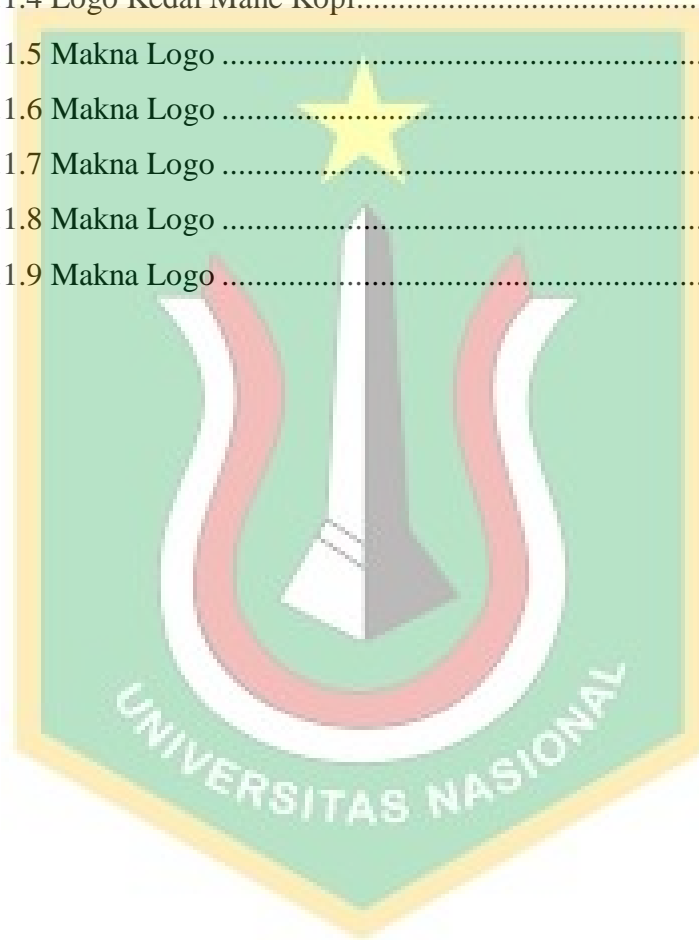 1.4 Logo Kedai Mane Kopi..........................................
1.5 Makna Logo ..........................................................
1.6 Makna Logo ..........................................................
1.7 Makna Logo ..........................................................
1.8 Makna Logo ..........................................................
1.9 Makna Logo ..........................................................
UNIVERSITAS NASIONAL